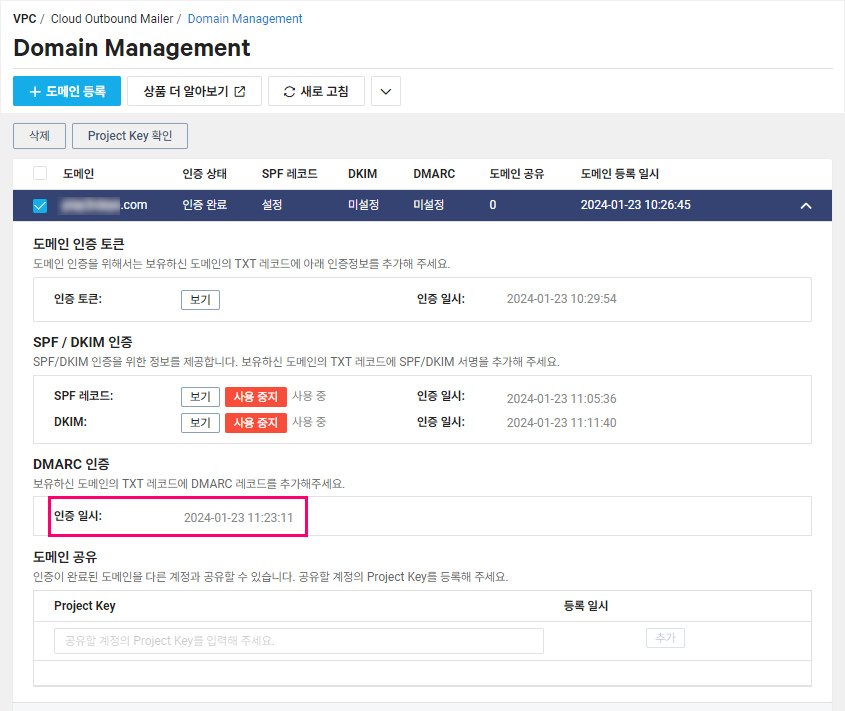 VPC / Cloud Outbound Mailer / Domain Management
Domain Management
+ 도메인 등록 상품 더 알아보기 새로 고침
삭제 Project Key 확인
도메인 인증 상태 SPF 레코드 DKIM DMARC 도메인 공유 도메인 등록 일시
.com 인증 완료 설정 미설정 미설정 0 2024-01-23 10:26:45
도메인 인증 토큰
도메인 인증을 위해서는 보유하신 도메인의 TXT 레코드에 아래 인증정보를 추가해 주세요.
인증 토큰: 보기 인증 일시: 2024-01-23 10:29:54
SPF / DKIM 인증
SPF/DKIM 인증을 위한 정보를 제공합니다. 보유하신 도메인의 TXT 레코드에 SPF/DKIM 서명을 추가해 주세요.
SPF 레코드: 보기 사용 중지 사용 중 인증 일시: 2024-01-23 11:05:36
DKIM: 보기 사용 중지 사용 중 인증 일시: 2024-01-23 11:11:40
DMARC 인증
보유하신 도메인의 TXT 레코드에 DMARC 레코드를 추가해주세요.
인증 일시: 2024-01-23 11:23:11
도메인 공유
인증이 완료된 도메인을 다른 계정과 공유할 수 있습니다. 공유할 계정의 Project Key를 등록해 주세요.
Project Key 등록 일시
공유할 계정의 Project Key를 입력해 주세요. 추가